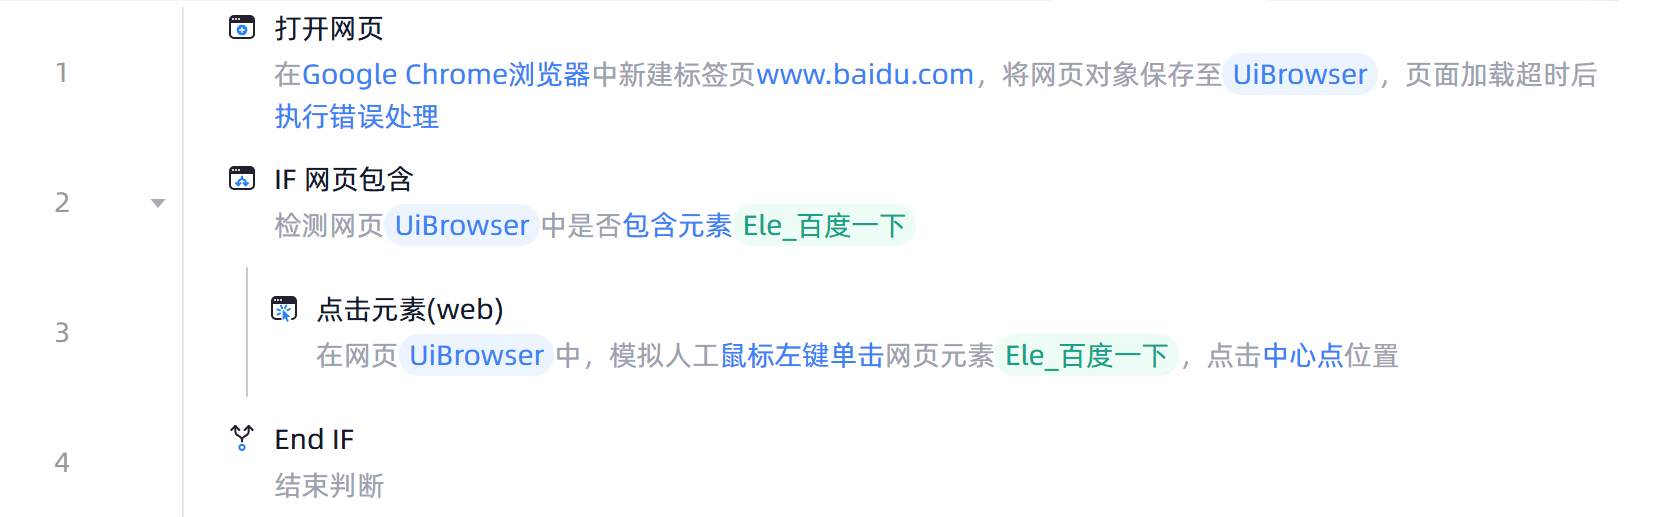 打开网页
1
在Google Chrome浏览器中新建标签页www.baidu.com，将网页对象保存至 UiBrowser ，页面加载超时后
执行错误处理
IF 网页包含
2
检测网页 UiBrowser 中是否包含元素 Ele_百度一下
点击元素(web)
3
在网页 UiBrowser 中，模拟人工鼠标左键单击网页元素 Ele_百度一下 ，点击中心点位置
End IF
4
结束判断